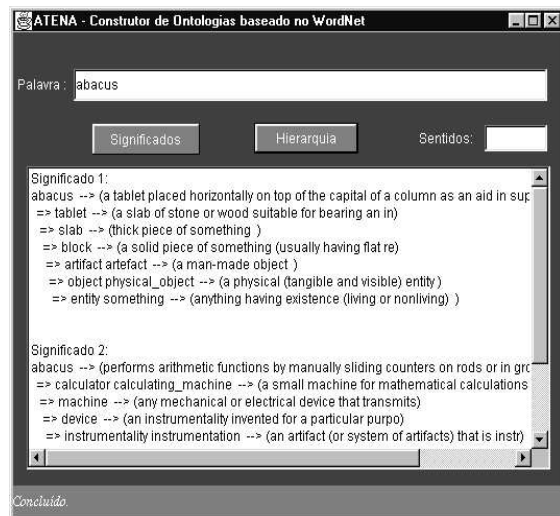 ATENA - Construtor de Ontologias baseado no WordNet
Palavra : abacus
Significados Hierarquia Sentidos:
Significado 1:
abacus --> (a tablet placed horizontally on top of the capital of a column as an aid in sup
=> tablet --> (a slab of stone or wood suitable for bearing an in)
=> slab --> (thick piece of something )
=> block --> (a solid piece of something (usually having flat re)
=> artifact artefact --> (a man-made object )
=> object physical_object --> (a physical (tangible and visible) entity )
=> entity something --> (anything having existence (living or nonliving) )
Significado 2:
abacus --> (performs arithmetic functions by manually sliding counters on rods or in gro
=> calculator calculating_machine --> (a small machine for mathematical calculations
=> machine --> (any mechanical or electrical device that transmits)
=> device --> (an instrumentality invented for a particular purpo)
=> instrumentality instrumentation --> (an artifact (or system of artifacts) that is instr)
Concluído.